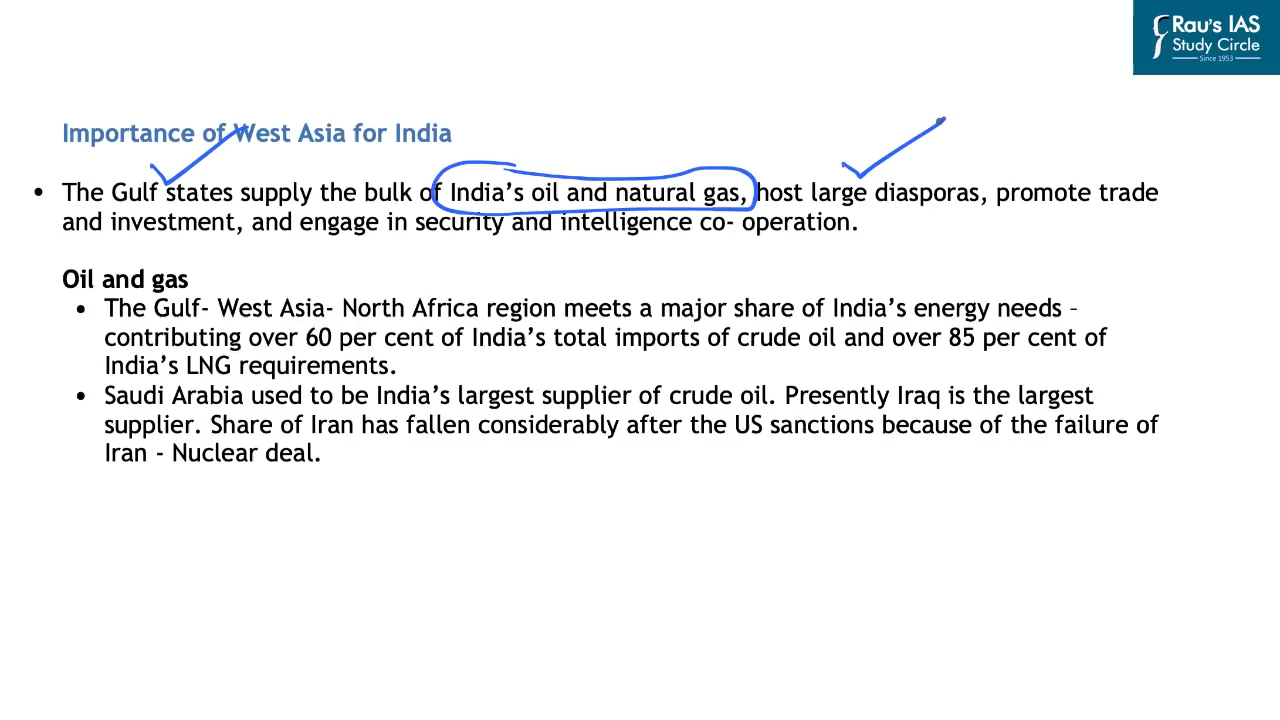 Rau's IAS
Study Circle
Since 1953
Importance of West Asia for India
• The Gulf states supply the bulk of India's oil and natural gas, host large diasporas, promote trade
and investment, and engage in security and intelligence co- operation.
Oil and gas
• The Gulf- West Asia- North Africa region meets a major share of India's energy needs –
contributing over 60 per cent of India's total imports of crude oil and over 85 per cent of
India's LNG requirements.
• Saudi Arabia used to be India's largest supplier of crude oil. Presently Iraq is the largest
supplier. Share of Iran has fallen considerably after the US sanctions because of the failure of
Iran - Nuclear deal.